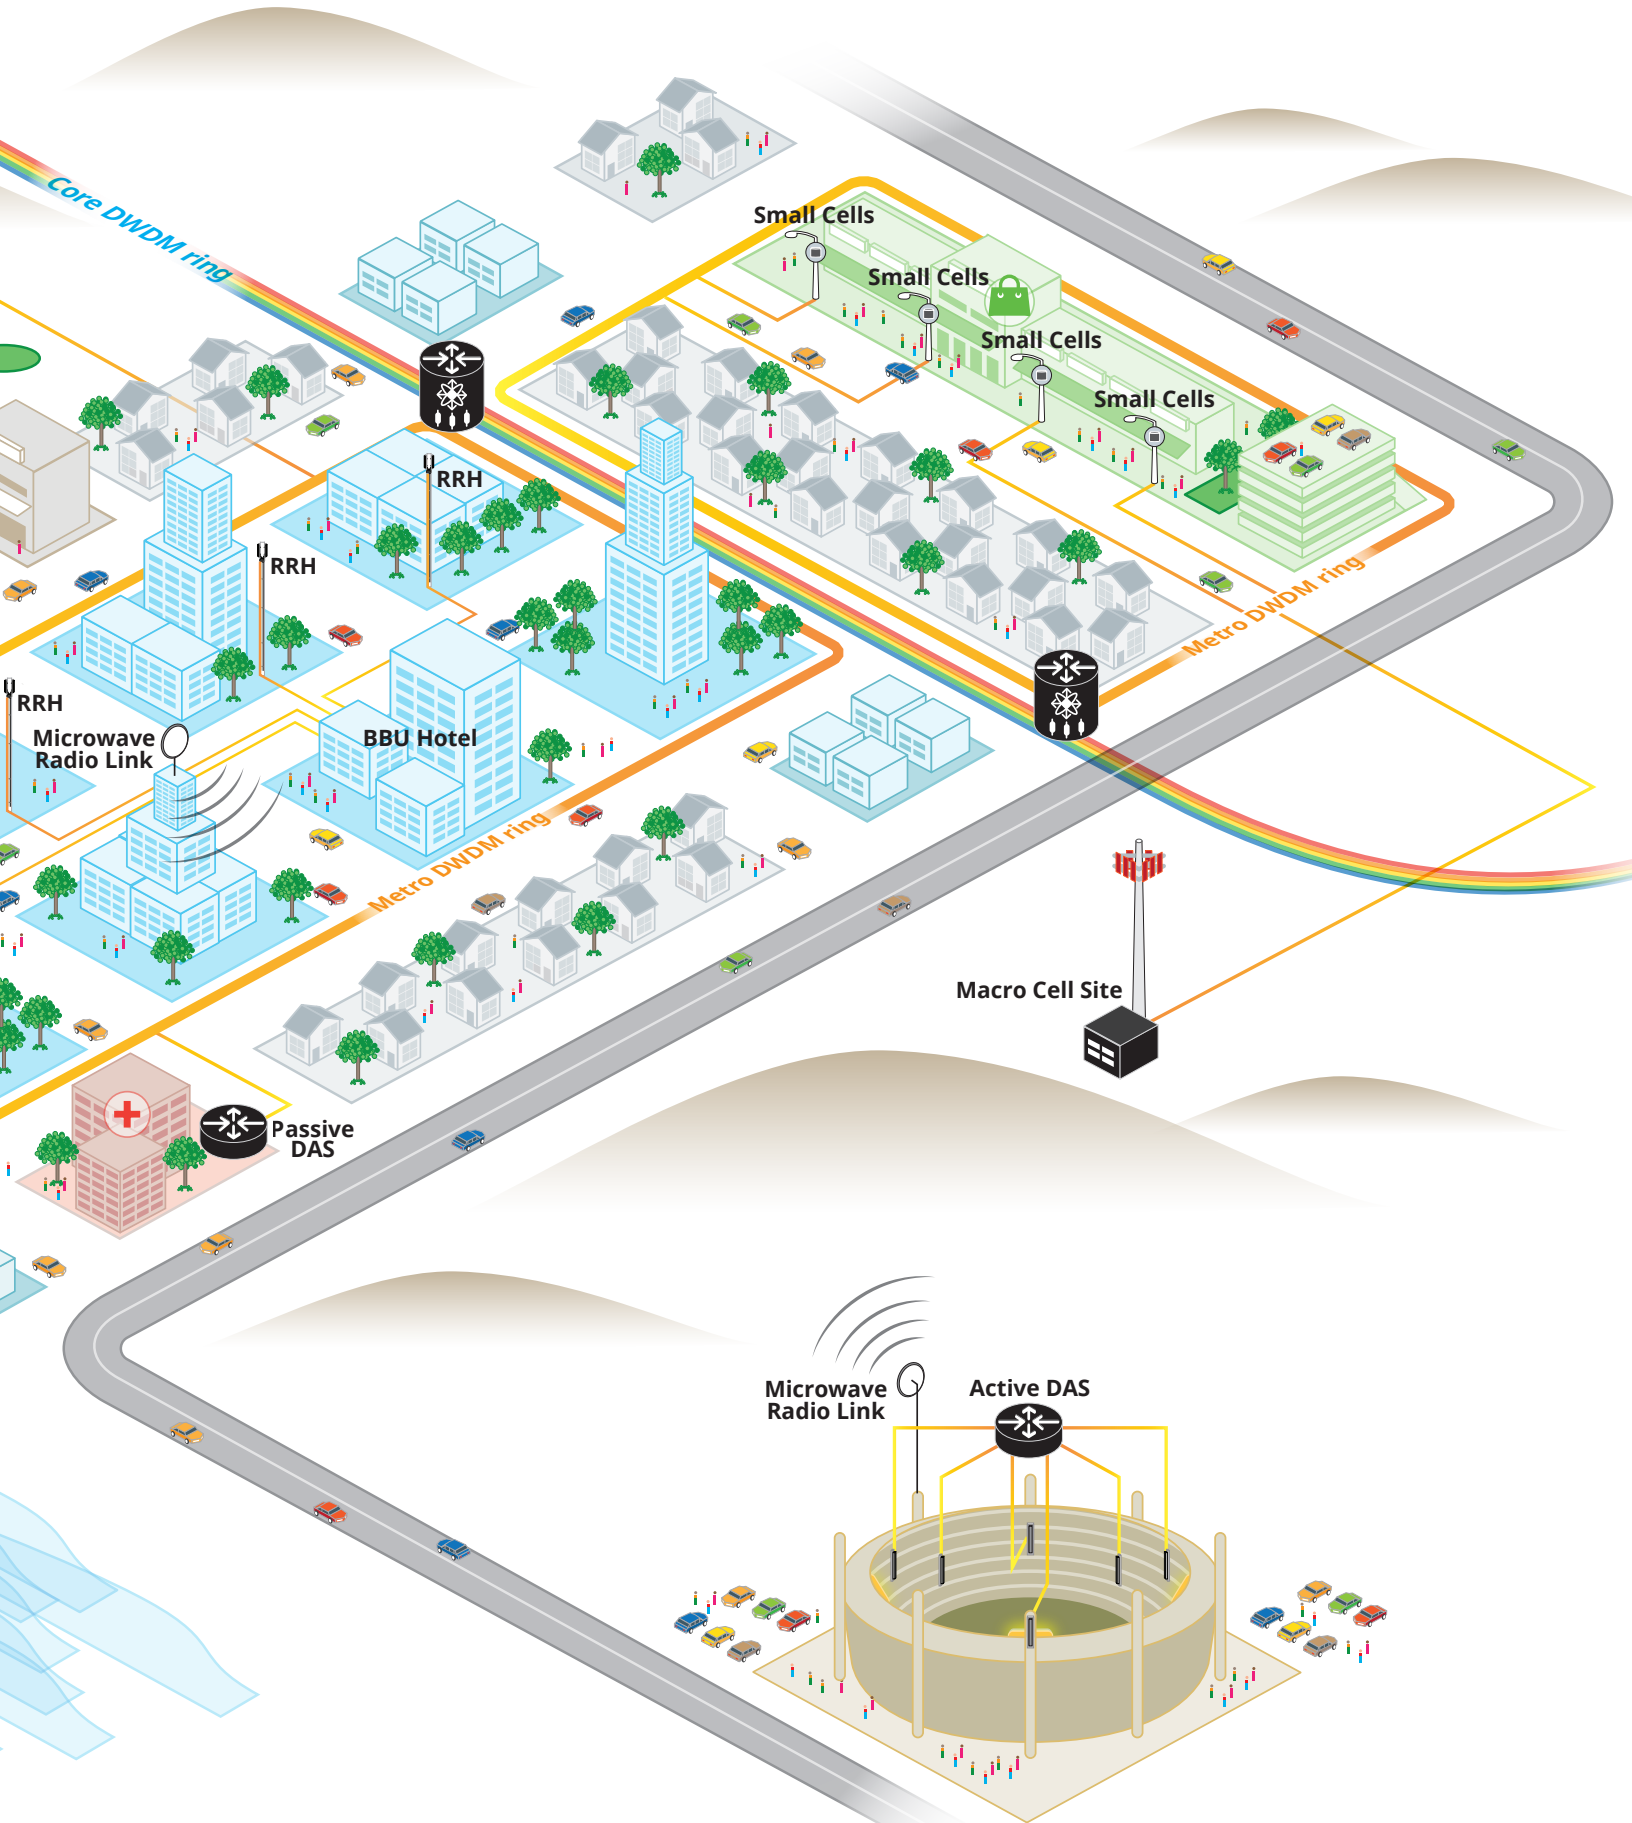 Core DWDM ring
Small Cells
Small Cells
Small Cells
Small Cells
RRH
RRH
Metro DWDM ring
RRH
Microwave
Radio Link
BBU Hotel
Metro DWDM ring
Macro Cell Site
Passive
DAS
Microwave
Radio Link
Active DAS